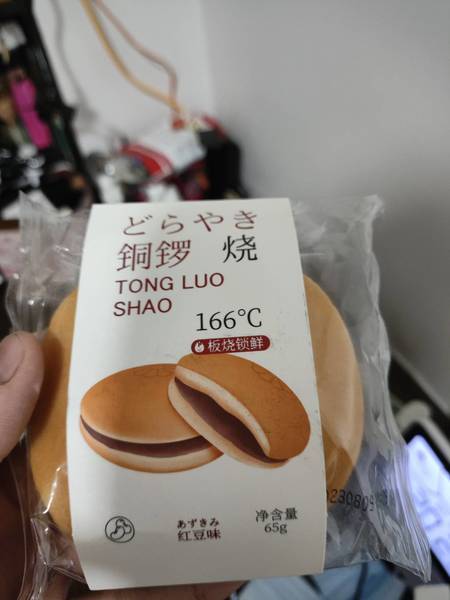 どらやき
銅锣 烧
TONG LUO
SHAO
166℃
板烧锁鲜
あずきみ
红豆味
净含量
65g